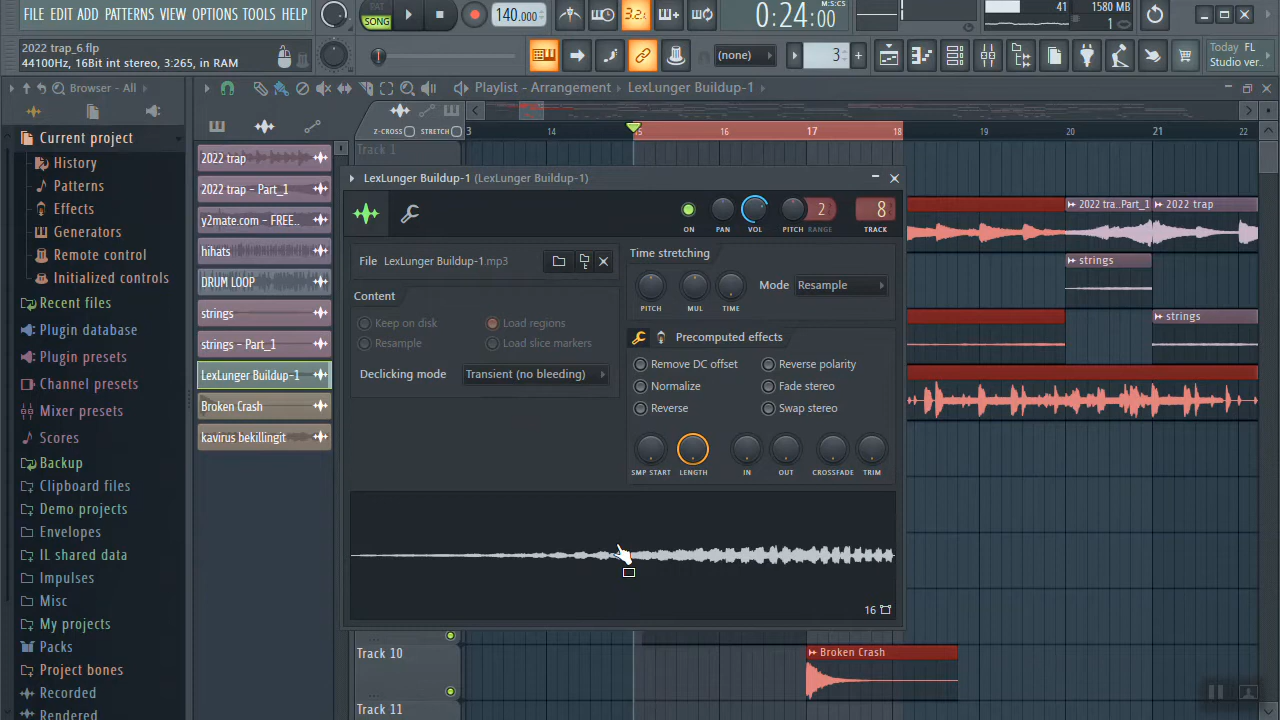 FILE EDIT ADD PATTERNS VIEW OPTIONS TOOLS HELP
SONG
140.000
3.2.
0:24:00
M:S:CS
41
1580 MB
1
2022 trap_6.flp
44100Hz, 16Bit int stereo, 3:265, in RAM
(none)
3
Today FL
Studio ver..
Browser - All
Playlist - Arrangement
LexLunger Buildup-1
Z-CROSS
STRETCH
3
14
15
16
17
18
19
20
21
22
Current project
History
Patterns
Effects
Generators
Remote control
Initialized controls
Recent files
Plugin database
Plugin presets
Channel presets
Mixer presets
Scores
Backup
Clipboard files
Demo projects
Envelopes
IL shared data
Impulses
Misc
My projects
Packs
Project bones
Recorded
Rendered
2022 trap
2022 trap - Part_1
y2mate.com - FREE..
hihats
DRUM LOOP
strings
strings - Part_1
LexLunger Buildup-1
Broken Crash
kavirus bekillingit
Track 1
LexLunger Buildup-1 (LexLunger Buildup-1)
2
8
ON
PAN
VOL
PITCH
RANGE
TRACK
File
LexLunger Buildup-1.mp3
Content
Keep on disk
Load regions
Resample
Load slice markers
Declicking mode
Transient (no bleeding)
Time stretching
PITCH
MUL
TIME
Mode
Resample
Precomputed effects
Remove DC offset
Reverse polarity
Normalize
Fade stereo
Reverse
Swap stereo
SMP START
LENGTH
IN
OUT
CROSSFADE
TRIM
16
2022 tra..Part_1
2022 trap
strings
strings
Track 10
Broken Crash
Track 11